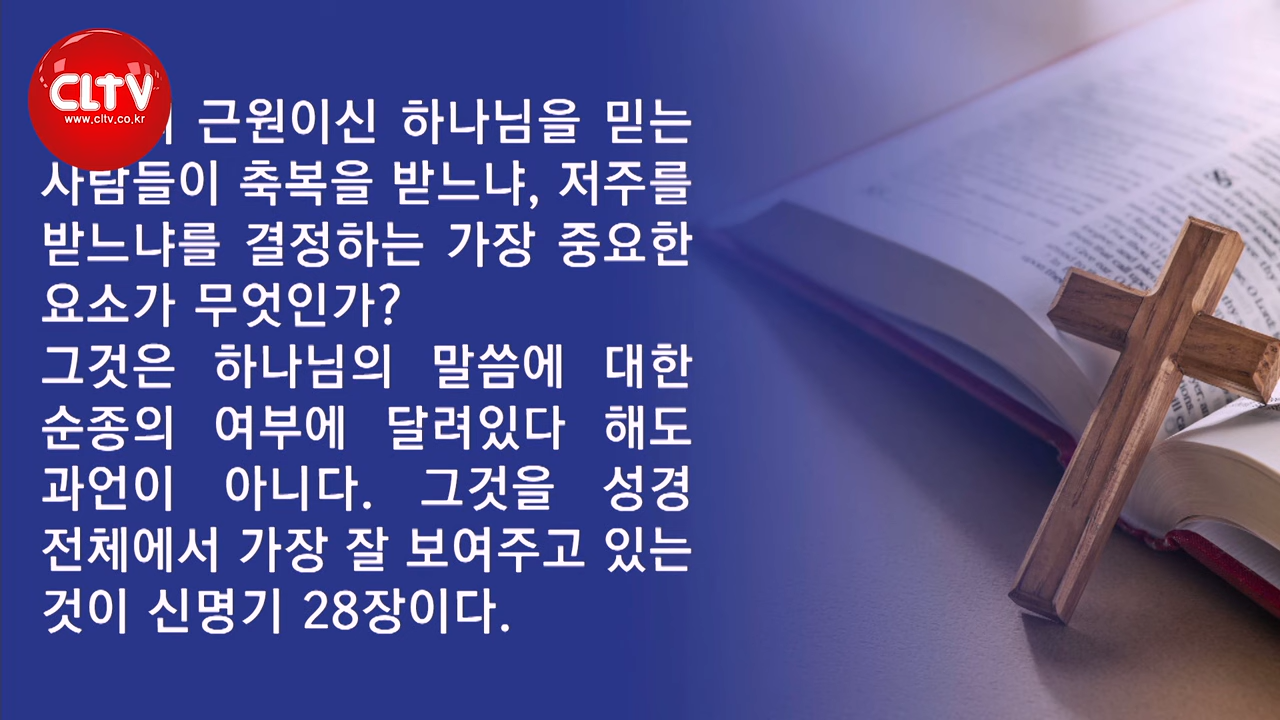 CLTV
www.cltv.co.kr
근원이신 하나님을 믿는
사람들이 축복을 받느냐, 저주를
받느냐를 결정하는 가장 중요한
요소가 무엇인가?
그것은 하나님의 말씀에 대한
순종의 여부에 달려있다 해도
과언이 아니다. 그것을 성경
전체에서 가장 잘 보여주고 있는
것이 신명기 28장이다.